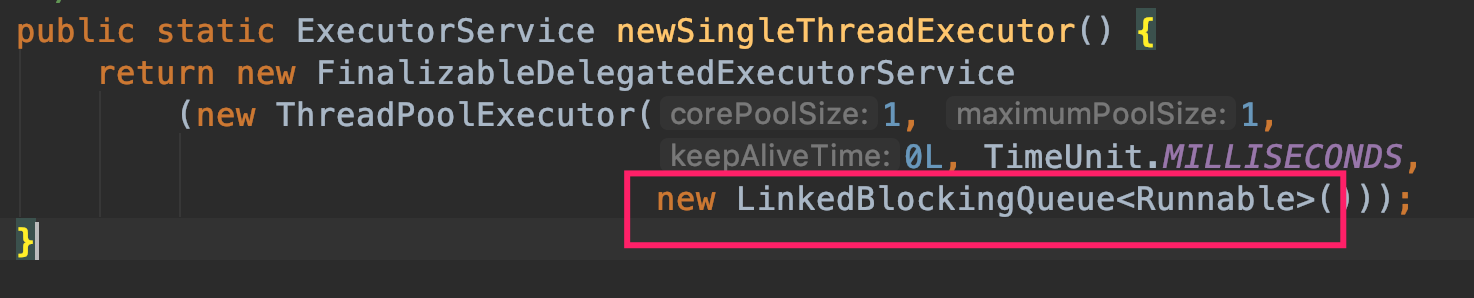 public static ExecutorService newSingleThreadExecutor() {
return new FinalizableDelegatedExecutorService
(new ThreadPoolExecutor( corePoolSize: 1, maximumPoolSize: 1,
keepAliveTime: 0L, TimeUnit.MILLISECONDS,
new LinkedBlockingQueue<Runnable>()));
}